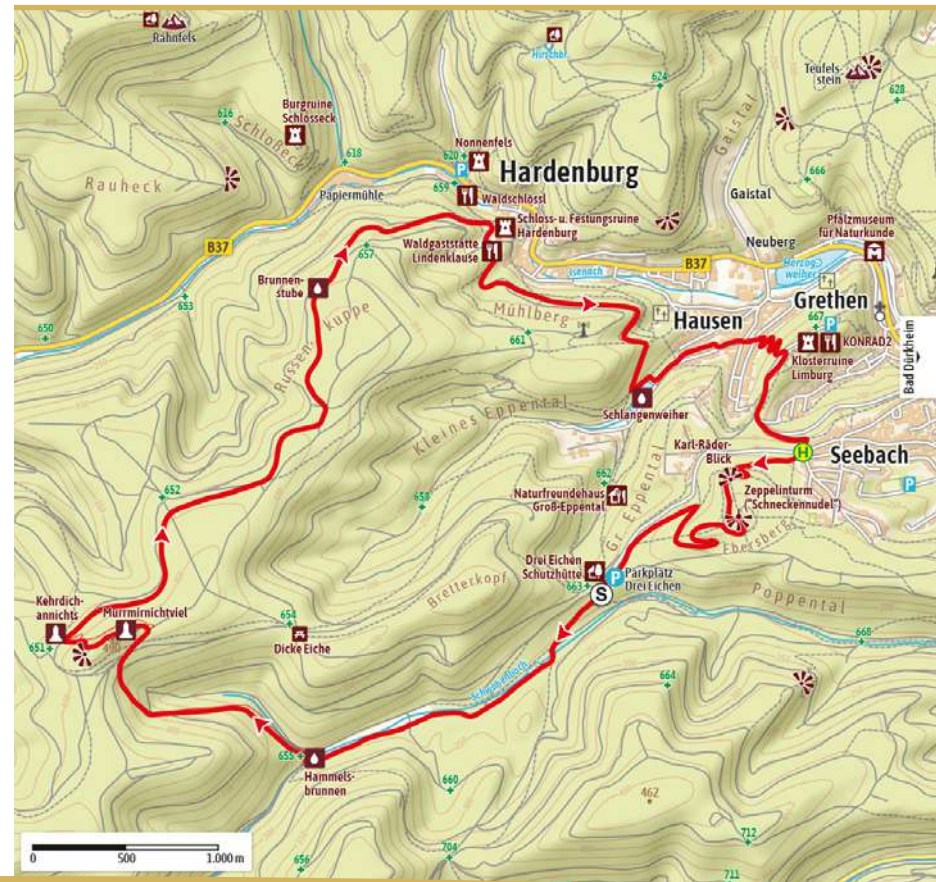 Rahnfels
Hirschbr.
624
Teufels-
stein
628
616
Burgruine
Schlosseck
Schloßeck
618
Nonnenfels
620
P
659
Hardenburg
Gaistal
666
Rauheck
Papiermühle
Waldschlössl
Gaistal
Schloss- u. Festungsruine
Hardenburg
Pfalzmuseum
für Naturkunde
B37
657
Waldgaststätte
Lindenklause
Neuberg
B37
Isenach
Herzog-
weiher
Brunnen-
stube
653
Grethen
650
kuppe
Mühlberg
661
Hausen
667
P
KONRAD2
Klosterruine
Limburg
Bad Dürkheim
Russen-
Schlangenweiher
Kleines Eppental
Karl-Räder-
Blick
H
Seebach
652
658
662
Naturfreundehaus
Groß-Eppental
Gr. Eppental
Zeppelinturm
("Schneckennudel")
P
Ebersberg
Drei Eichen
Schutzhütte
663
P
Parkplatz
Drei Eichen
S
Bretterkopf
Poppental
Kehrdich-
annichts
Murrmirnichtviel
654
651
490
Dicke Eiche
668
664
655
Hammels-
brunnen
660
462
712
0 500 1.000 m
656
704
711